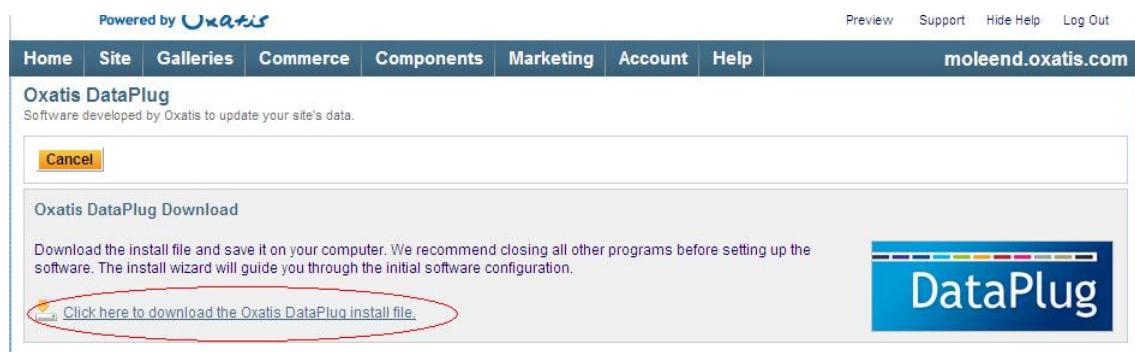 Powered by Oxatis
Preview Support Hide Help Log Out
Home Site Galleries Commerce Components Marketing Account Help moleend.oxatis.com
Oxatis DataPlug
Software developed by Oxatis to update your site's data.
Cancel
Oxatis DataPlug Download
Download the install file and save it on your computer. We recommend closing all other programs before setting up the
software. The install wizard will guide you through the initial software configuration.
DataPlug
Click here to download the Oxatis DataPlug install file.